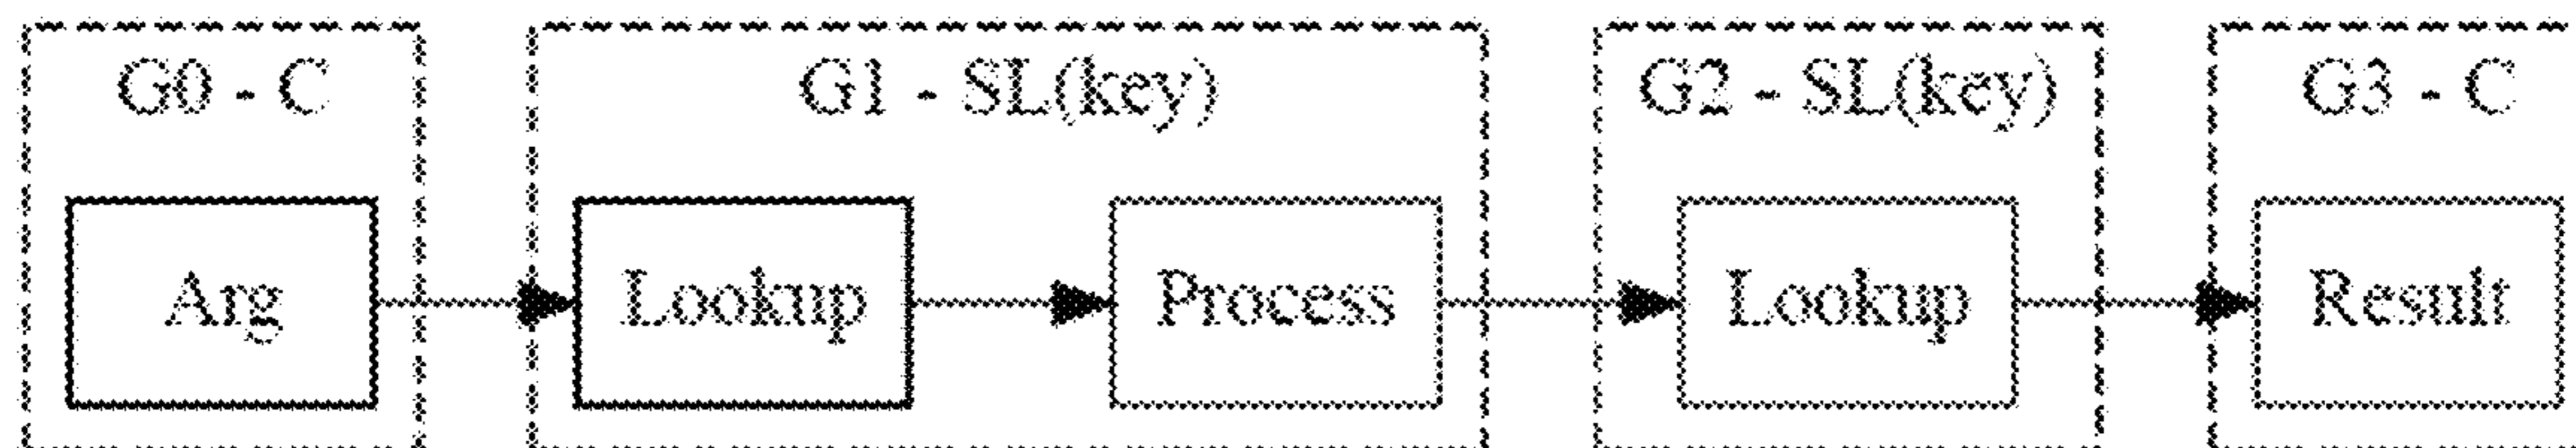 G0 - C
G1 - SL(key)
G2 - SL(key)
G3 - C
Arg
Lookup
Process
Lookup
Result